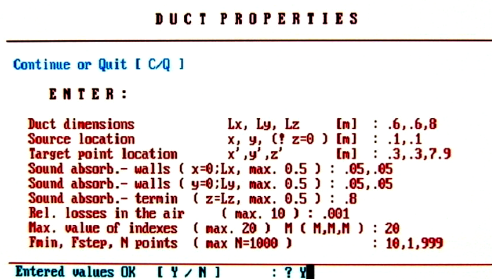 DUCT PROPERTIES
Continue or Quit [ C/Q ]
ENTER:
Duct dimensions Lx, Ly, Lz [m] : .6,.6,8
Source location x, y, (! z=0 ) [m] : .1,.1
Target point location x',y',z' [m] : .3,.3,7.9
Sound absorb.- walls ( x=0;Lx, max. 0.5 ) : .05,.05
Sound absorb.- walls ( y=0;Ly, max. 0.5 ) : .05,.05
Sound absorb.- termin ( z=Lz, max. 0.5 ) : .8
Rel. losses in the air ( max. 10 ) : .001
Max. value of indexes ( max. 20 ) M ( M,M,M ) : 20
Fmin, Fstep, N points ( max N=1000 ) : 10,1,999
Entered values OK [ Y / N ] : ? Y